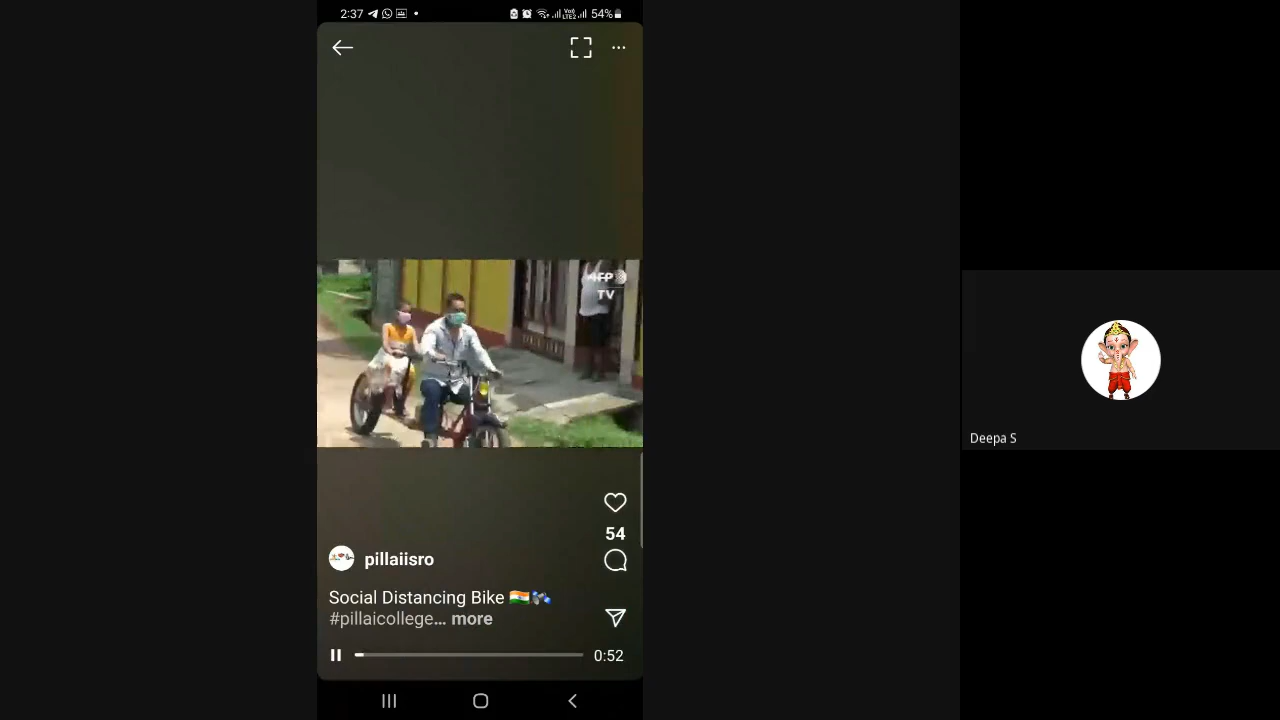 2:37 54%
AFP
TV
54
pillaiisro
Social Distancing Bike 🇮🇳🛰️
#pillaicollege... more
0:52
Deepa S